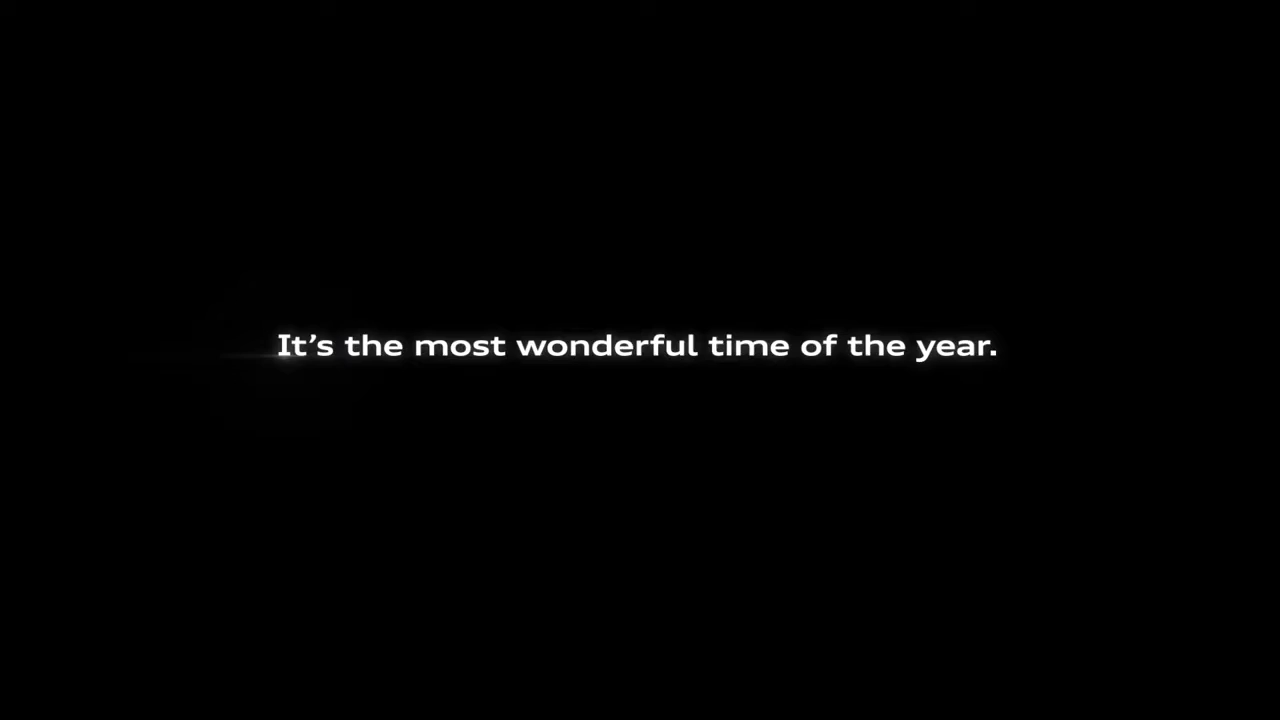 It’s the most wonderful time of the year.